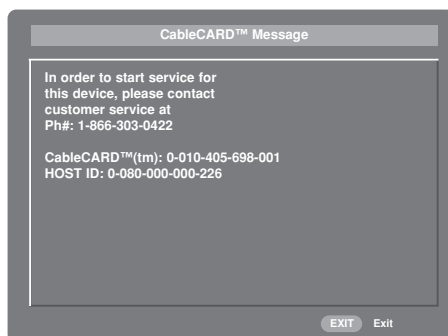 CableCARD™ Message
In order to start service for
this device, please contact
customer service at
Ph#: 1-866-303-0422
CableCARD™(tm): 0-010-405-698-001
HOST ID: 0-080-000-000-226
EXIT Exit